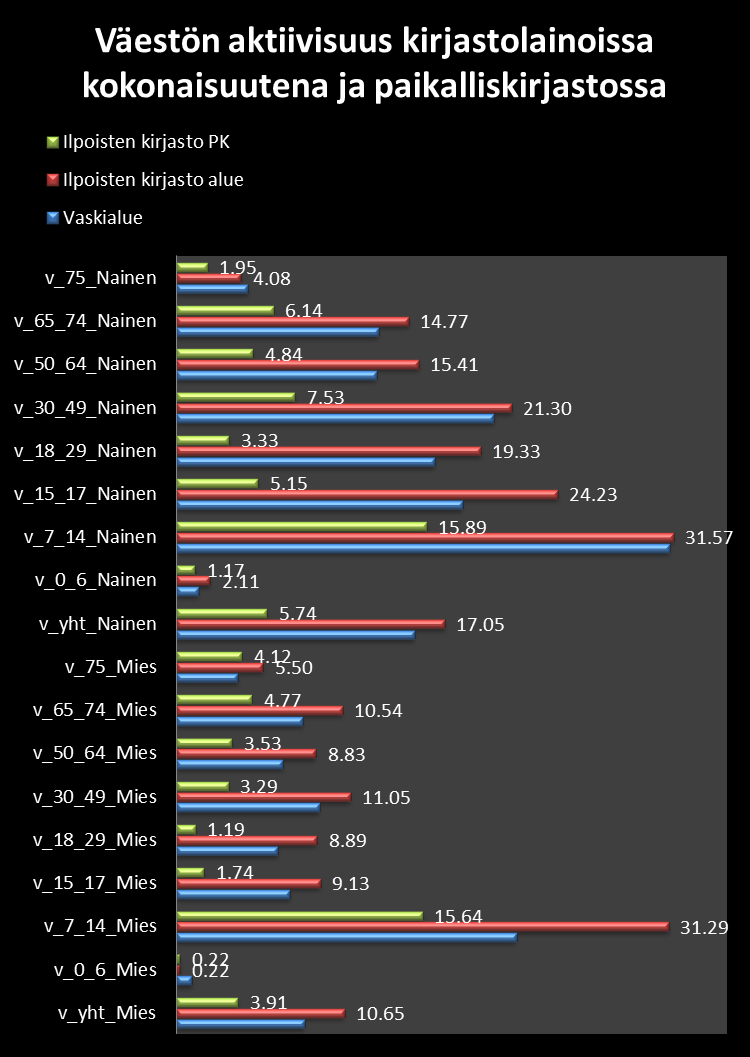 Väestön aktiivisuus kirjastolainoissa
kokonaisuutena ja paikalliskirjastossa
Ilpoisten kirjasto PK
Ilpoisten kirjasto alue
Vaskialue
v_75_Nainen
1.95
4.08
v_65_74_Nainen
6.14
14.77
v_50_64_Nainen
4.84
15.41
v_30_49_Nainen
7.53
21.30
v_18_29_Nainen
3.33
19.33
v_15_17_Nainen
5.15
24.23
v_7_14_Nainen
15.89
31.57
v_0_6_Nainen
1.17
2.11
v_yht_Nainen
5.74
17.05
v_75_Mies
4.12
5.50
v_65_74_Mies
4.77
10.54
v_50_64_Mies
3.53
8.83
v_30_49_Mies
3.29
11.05
v_18_29_Mies
1.19
8.89
v_15_17_Mies
1.74
9.13
v_7_14_Mies
15.64
31.29
v_0_6_Mies
0.22
0.22
v_yht_Mies
3.91
10.65